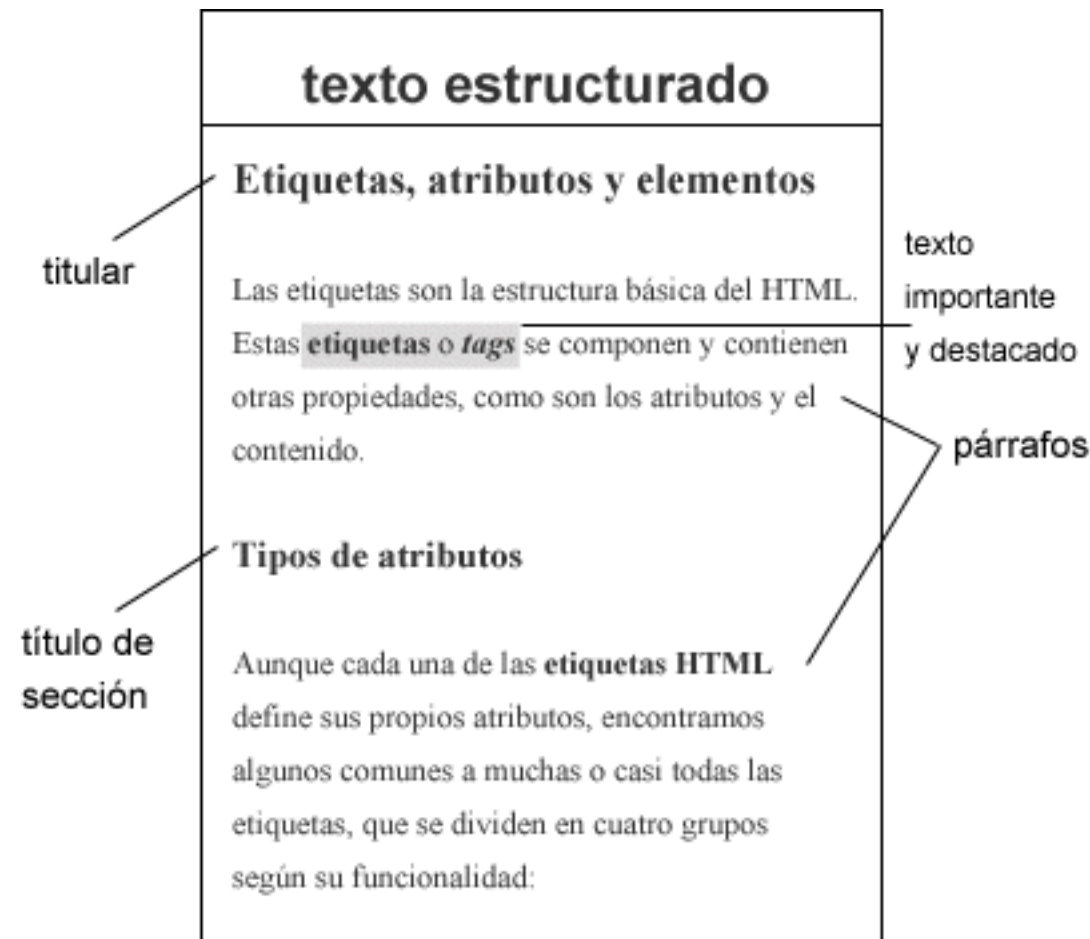 texto estructurado
Etiquetas, atributos y elementos
titular
Las etiquetas son la estructura básica del HTML.
Estas etiquetas o tags se componen y contienen
otras propiedades, como son los atributos y el
contenido.
texto
importante
y destacado
párrafos
Tipos de atributos
título de
sección
Aunque cada una de las etiquetas HTML
define sus propios atributos, encontramos
algunos comunes a muchas o casi todas las
etiquetas, que se dividen en cuatro grupos
según su funcionalidad: